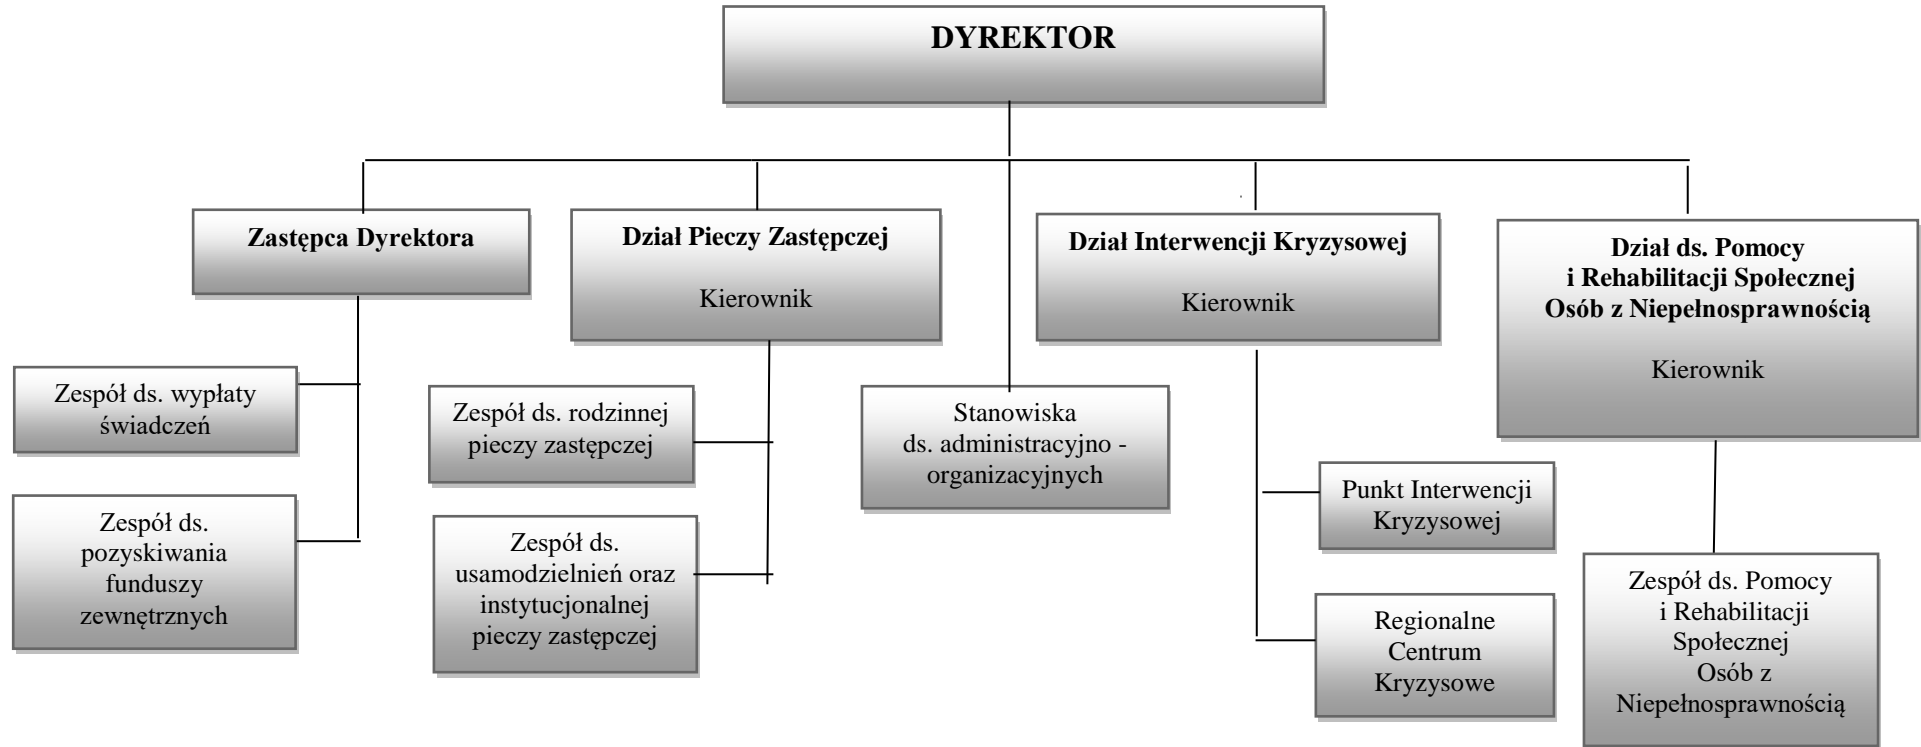 DYREKTOR
Zastępca Dyrektora
Dział Pieczy Zastępczej
Kierownik
Dział Interwencji Kryzysowej
Kierownik
Dział ds. Pomocy
i Rehabilitacji Społecznej
Osób z Niepełnosprawnością
Kierownik
Zespół ds. wypłaty
świadczeń
Zespół ds.
pozyskiwania
funduszy
zewnętrznych
Zespół ds. rodzinnej
pieczy zastępczej
Zespół ds.
usamodzielnień oraz
instytucjonalnej
pieczy zastępczej
Stanowiska
ds. administracyjno -
organizacyjnych
Punkt Interwencji
Kryzysowej
Regionalne
Centrum
Kryzysowe
Zespół ds. Pomocy
i Rehabilitacji
Społecznej
Osób z
Niepełnosprawnością